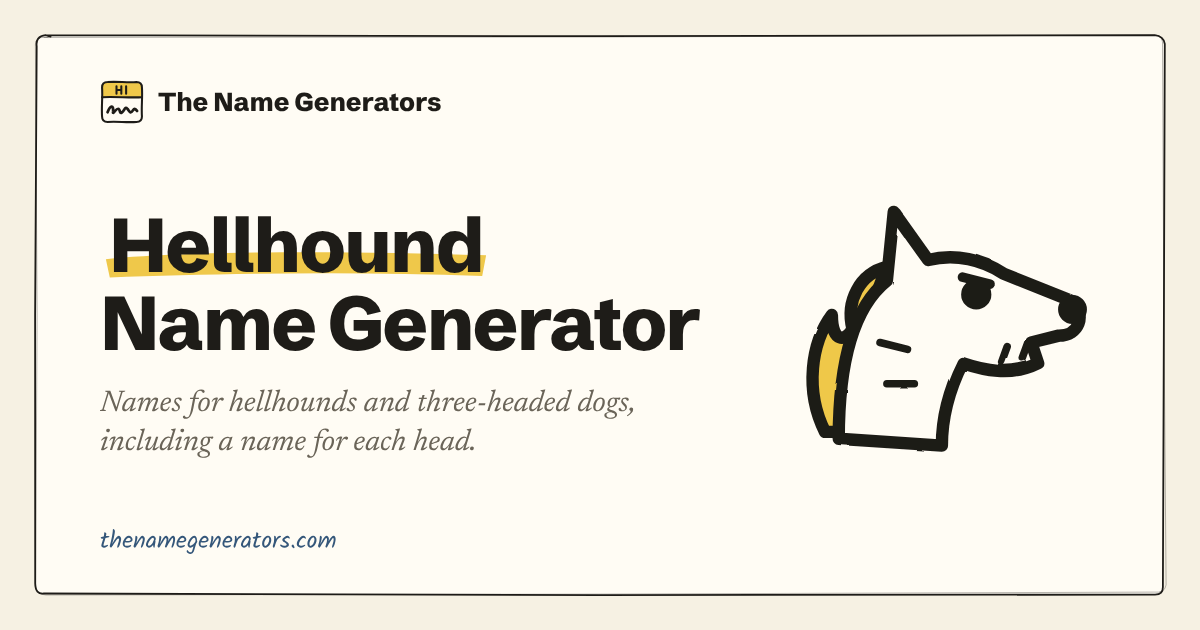 HI
The Name Generators
Hellhound
Name Generator
Names for hellhounds and three-headed dogs,
including a name for each head.
thenamegenerators.com